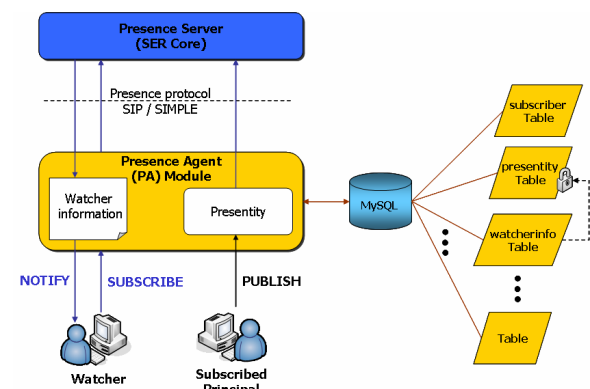 Presence Server
(SER Core)
Presence protocol
SIP / SIMPLE
Presence Agent
(PA) Module
Watcher
information
Presentity
MySQL
subscriber
Table
presentity
Table
watcherinfo
Table
Table
NOTIFY
SUBSCRIBE
PUBLISH
Watcher
Subscribed
Principal